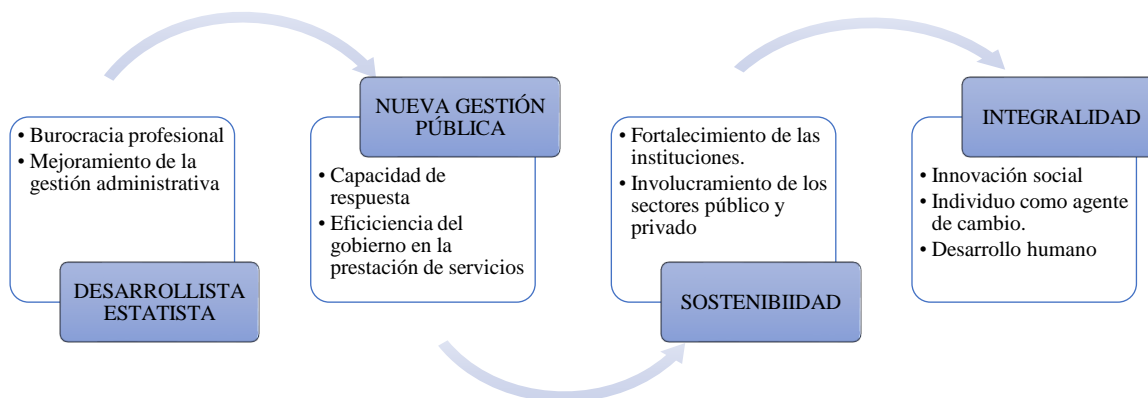 • Burocracia profesional
• Mejoramiento de la
gestión administrativa
DESARROLLISTA
ESTATISTA
NUEVA GESTIÓN
PÚBLICA
• Capacidad de
respuesta
• Eficiciencia del
gobierno en la
prestación de servicios
• Fortalecimiento de las
instituciones.
• Involucramiento de los
sectores público y
privado
SOSTENIBIIDAD
INTEGRALIDAD
• Innovación social
• Individuo como agente
de cambio.
• Desarrollo humano